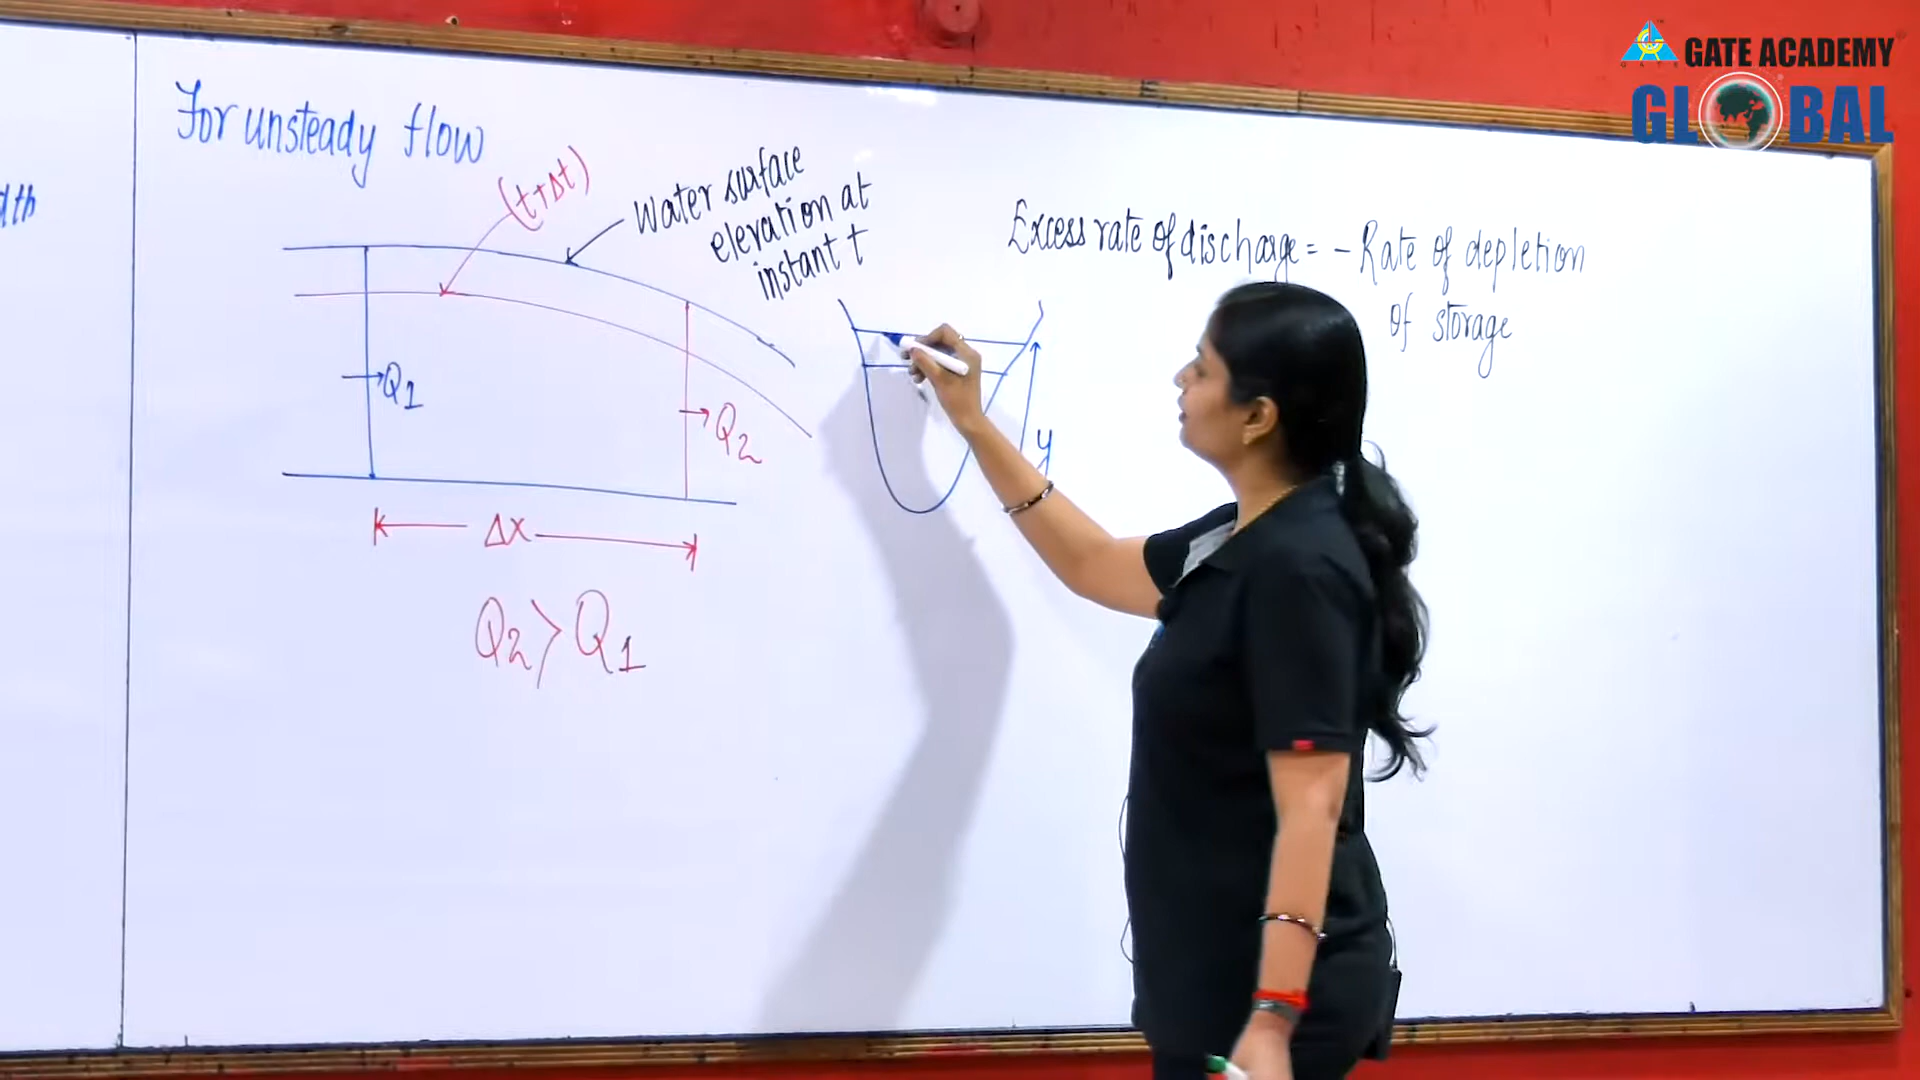 GATE ACADEMY
GLOBAL
For unsteady flow
(t+Δt)
Water surface
elevation at
instant t
Excess rate of discharge = - Rate of depletion
of storage
Q1
Q2
y
Δx
Q2 > Q1